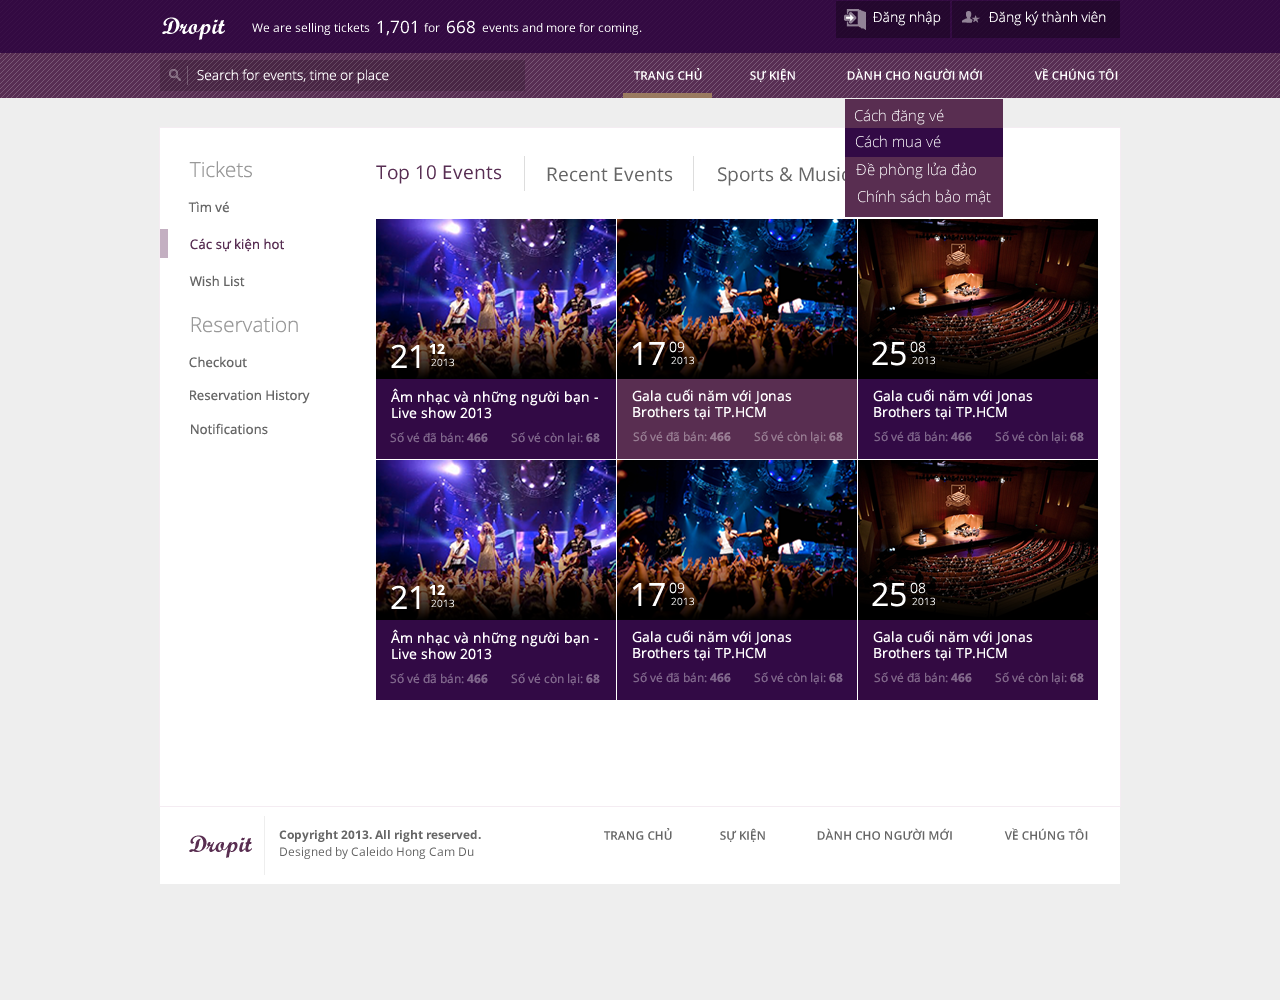 Dropit
We are selling tickets 1,701 for 668 events and more for coming.
Đăng nhập
Đăng ký thành viên
Search for events, time or place
TRANG CHỦ
SỰ KIỆN
DÀNH CHO NGƯỜI MỚI
VỀ CHÚNG TÔI
Cách đăng vé
Cách mua vé
Đề phòng lửa đảo
Chính sách bảo mật
Tickets
Tìm vé
Các sự kiện hot
Wish List
Reservation
Checkout
Reservation History
Notifications
Top 10 Events
Recent Events
Sports & Music
21 12 2013
Âm nhạc và những người bạn -
Live show 2013
Số vé đã bán: 466 Số vé còn lại: 68
17 09 2013
Gala cuối năm với Jonas
Brothers tại TP.HCM
Số vé đã bán: 466 Số vé còn lại: 68
25 08 2013
Gala cuối năm với Jonas
Brothers tại TP.HCM
Số vé đã bán: 466 Số vé còn lại: 68
21 12 2013
Âm nhạc và những người bạn -
Live show 2013
Số vé đã bán: 466 Số vé còn lại: 68
17 09 2013
Gala cuối năm với Jonas
Brothers tại TP.HCM
Số vé đã bán: 466 Số vé còn lại: 68
25 08 2013
Gala cuối năm với Jonas
Brothers tại TP.HCM
Số vé đã bán: 466 Số vé còn lại: 68
Dropit
Copyright 2013. All right reserved.
Designed by Caleido Hong Cam Du
TRANG CHỦ
SỰ KIỆN
DÀNH CHO NGƯỜI MỚI
VỀ CHÚNG TÔI